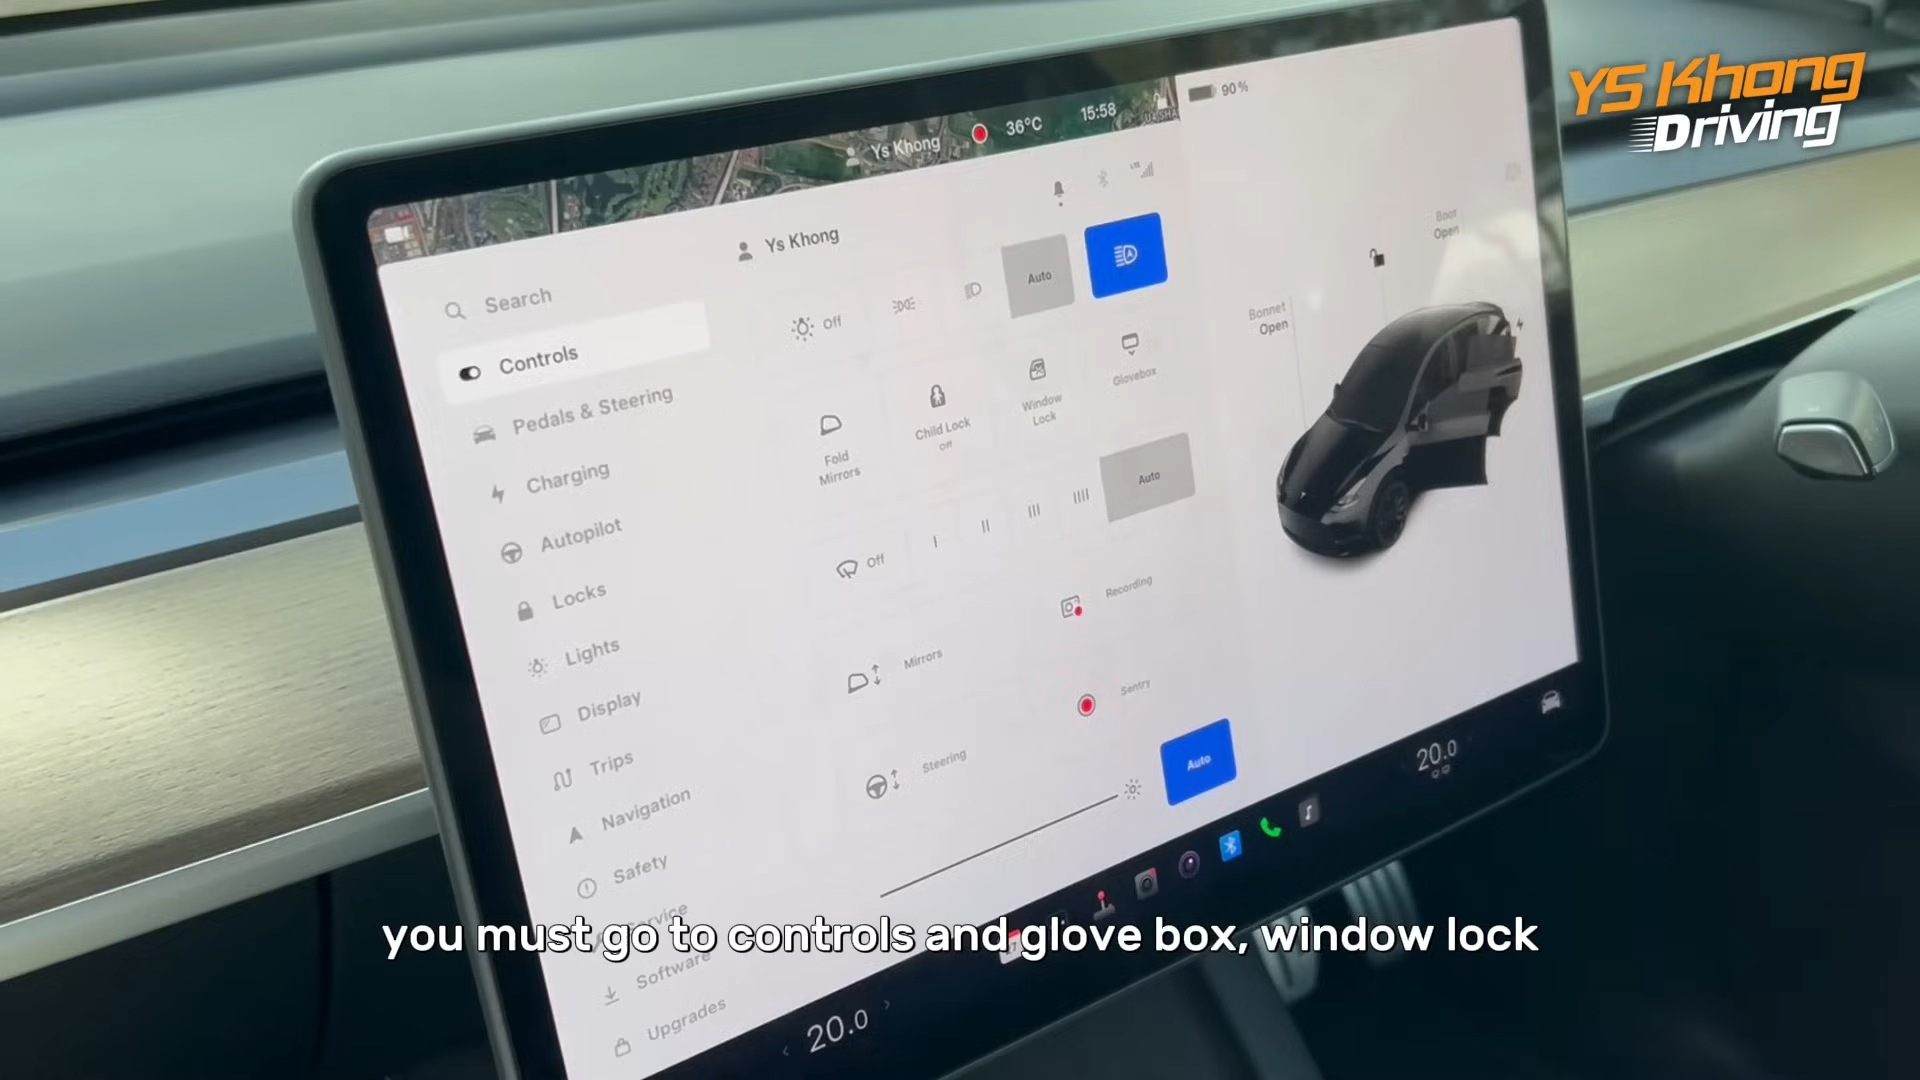 YS Khong
Driving
Ys Khong
36°C
15:58
90 %
LTE
Ys Khong
Search
Controls
Pedals & Steering
Charging
Autopilot
Locks
Lights
Display
Trips
Navigation
Safety
Software
Upgrades
Off
Auto
Fold
Mirrors
Child Lock
Off
Window
Lock
Glovebox
Off
Auto
Mirrors
Recording
Steering
Sentry
Auto
Bonnet
Open
Boot
Open
20.0
20.0
you must go to controls and glove box, window lock